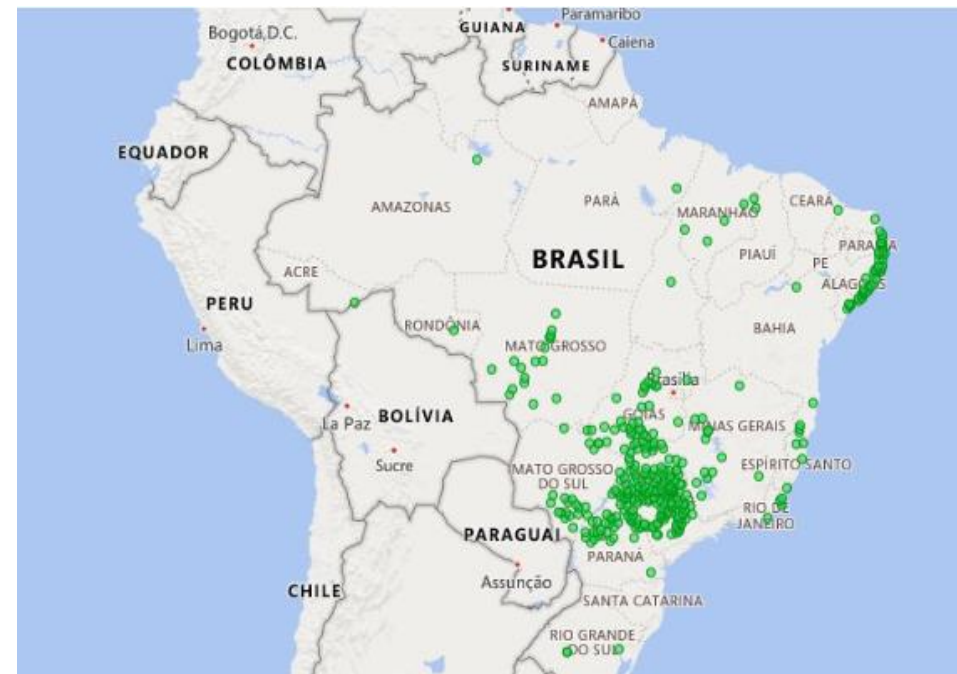 Paramaribo
GUIANA
Bogotá,D.C.
Caiena
COLÔMBIA
SURINAME
AMAPÁ
EQUADOR
AMAZONAS
PARÁ
CEARÁ
MARANHÃO
PIAUÍ
PE
BRASIL
ACRE
ALAGOAS
PERU
RONDÔNIA
BAHIA
Lima
MATO GROSSO
Brasília
La Paz
BOLÍVIA
GOIÁS
MINAS GERAIS
Sucre
MATO GROSSO
DO SUL
ESPÍRITO SANTO
RIO DE
JANEIRO
PARAGUAI
PARANÁ
Assunção
CHILE
SANTA CATARINA
RIO GRANDE
DO SUL